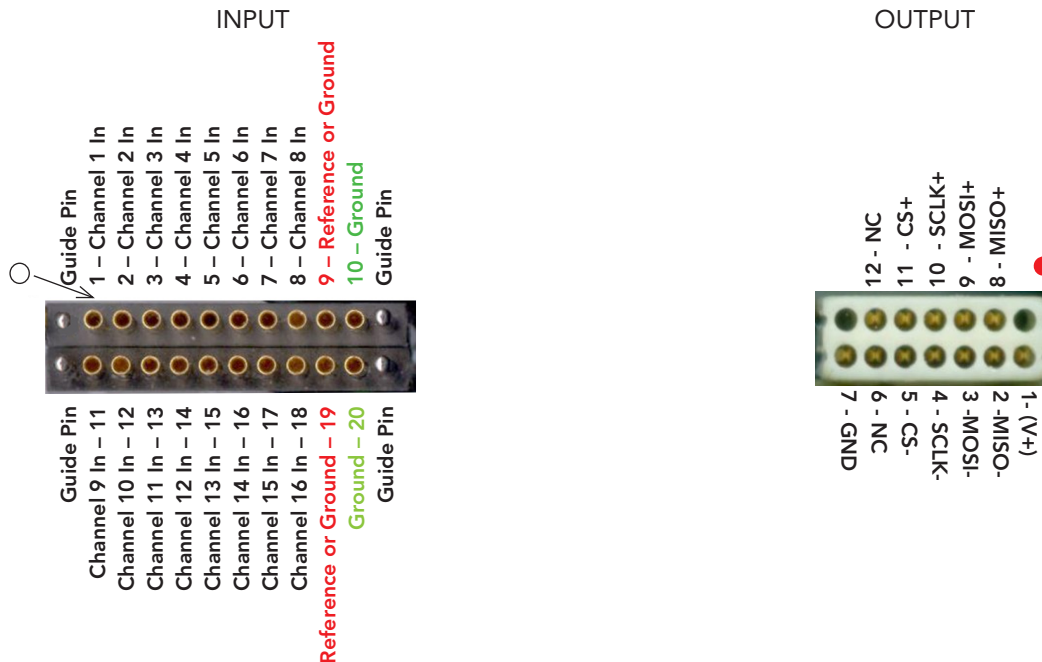 INPUT
OUTPUT
Guide Pin
1 – Channel 1 In
2 – Channel 2 In
3 – Channel 3 In
4 – Channel 4 In
5 – Channel 5 In
6 – Channel 6 In
7 – Channel 7 In
8 – Channel 8 In
9 – Reference or Ground
10 – Ground
Guide Pin
Guide Pin
Channel 9 In – 11
Channel 10 In – 12
Channel 11 In – 13
Channel 12 In – 14
Channel 13 In – 15
Channel 14 In – 16
Channel 15 In – 17
Channel 16 In – 18
Reference or Ground – 19
Ground – 20
Guide Pin
12 - NC
11 - CS+
10 - SCLK+
9 - MOSI+
8 - MISO+
7 - GND
6 - NC
5 - CS-
4 - SCLK-
3 -MOSI-
2 -MISO-
1- (V+)